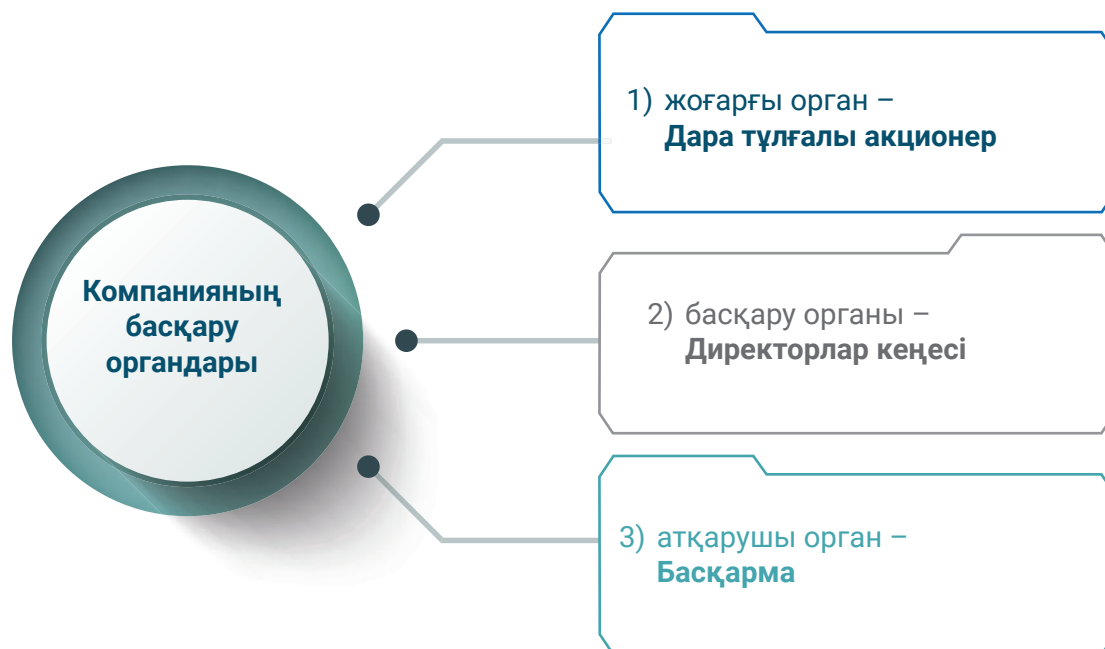 Компанияның
басқару
органдары
1) жоғарғы орган –
Дара тұлғалы акционер
2) басқару органы –
Директорлар кеңесі
3) атқарушы орган –
Басқарма